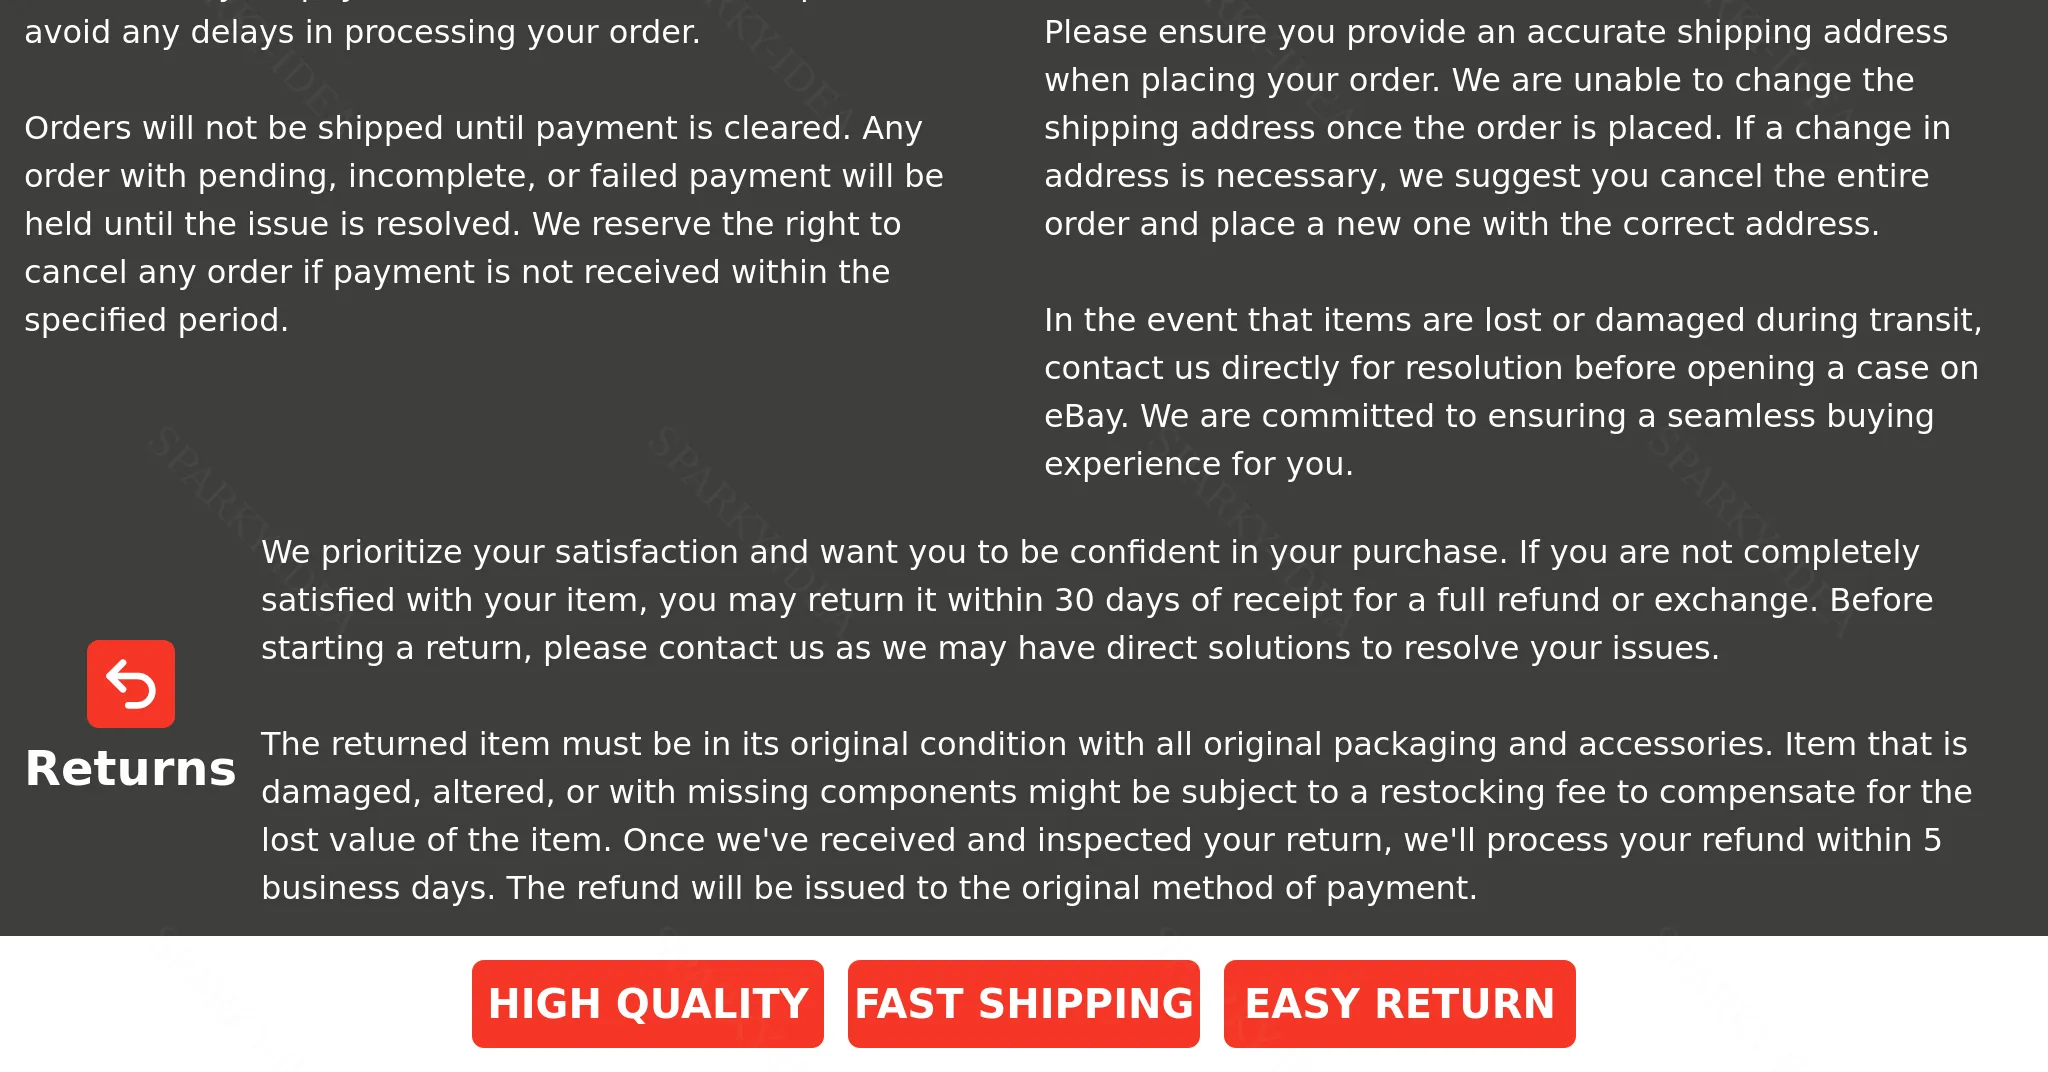 avoid any delays in processing your order.
Orders will not be shipped until payment is cleared. Any
order with pending, incomplete, or failed payment will be
held until the issue is resolved. We reserve the right to
cancel any order if payment is not received within the
specified period.
Please ensure you provide an accurate shipping address
when placing your order. We are unable to change the
shipping address once the order is placed. If a change in
address is necessary, we suggest you cancel the entire
order and place a new one with the correct address.
In the event that items are lost or damaged during transit,
contact us directly for resolution before opening a case on
eBay. We are committed to ensuring a seamless buying
experience for you.
Returns
We prioritize your satisfaction and want you to be confident in your purchase. If you are not completely
satisfied with your item, you may return it within 30 days of receipt for a full refund or exchange. Before
starting a return, please contact us as we may have direct solutions to resolve your issues.
The returned item must be in its original condition with all original packaging and accessories. Item that is
damaged, altered, or with missing components might be subject to a restocking fee to compensate for the
lost value of the item. Once we've received and inspected your return, we'll process your refund within 5
business days. The refund will be issued to the original method of payment.
HIGH QUALITY
FAST SHIPPING
EASY RETURN
SPARKY-IDEA
SPARKY-IDEA
SPARKY-IDEA
SPARKY-IDEA